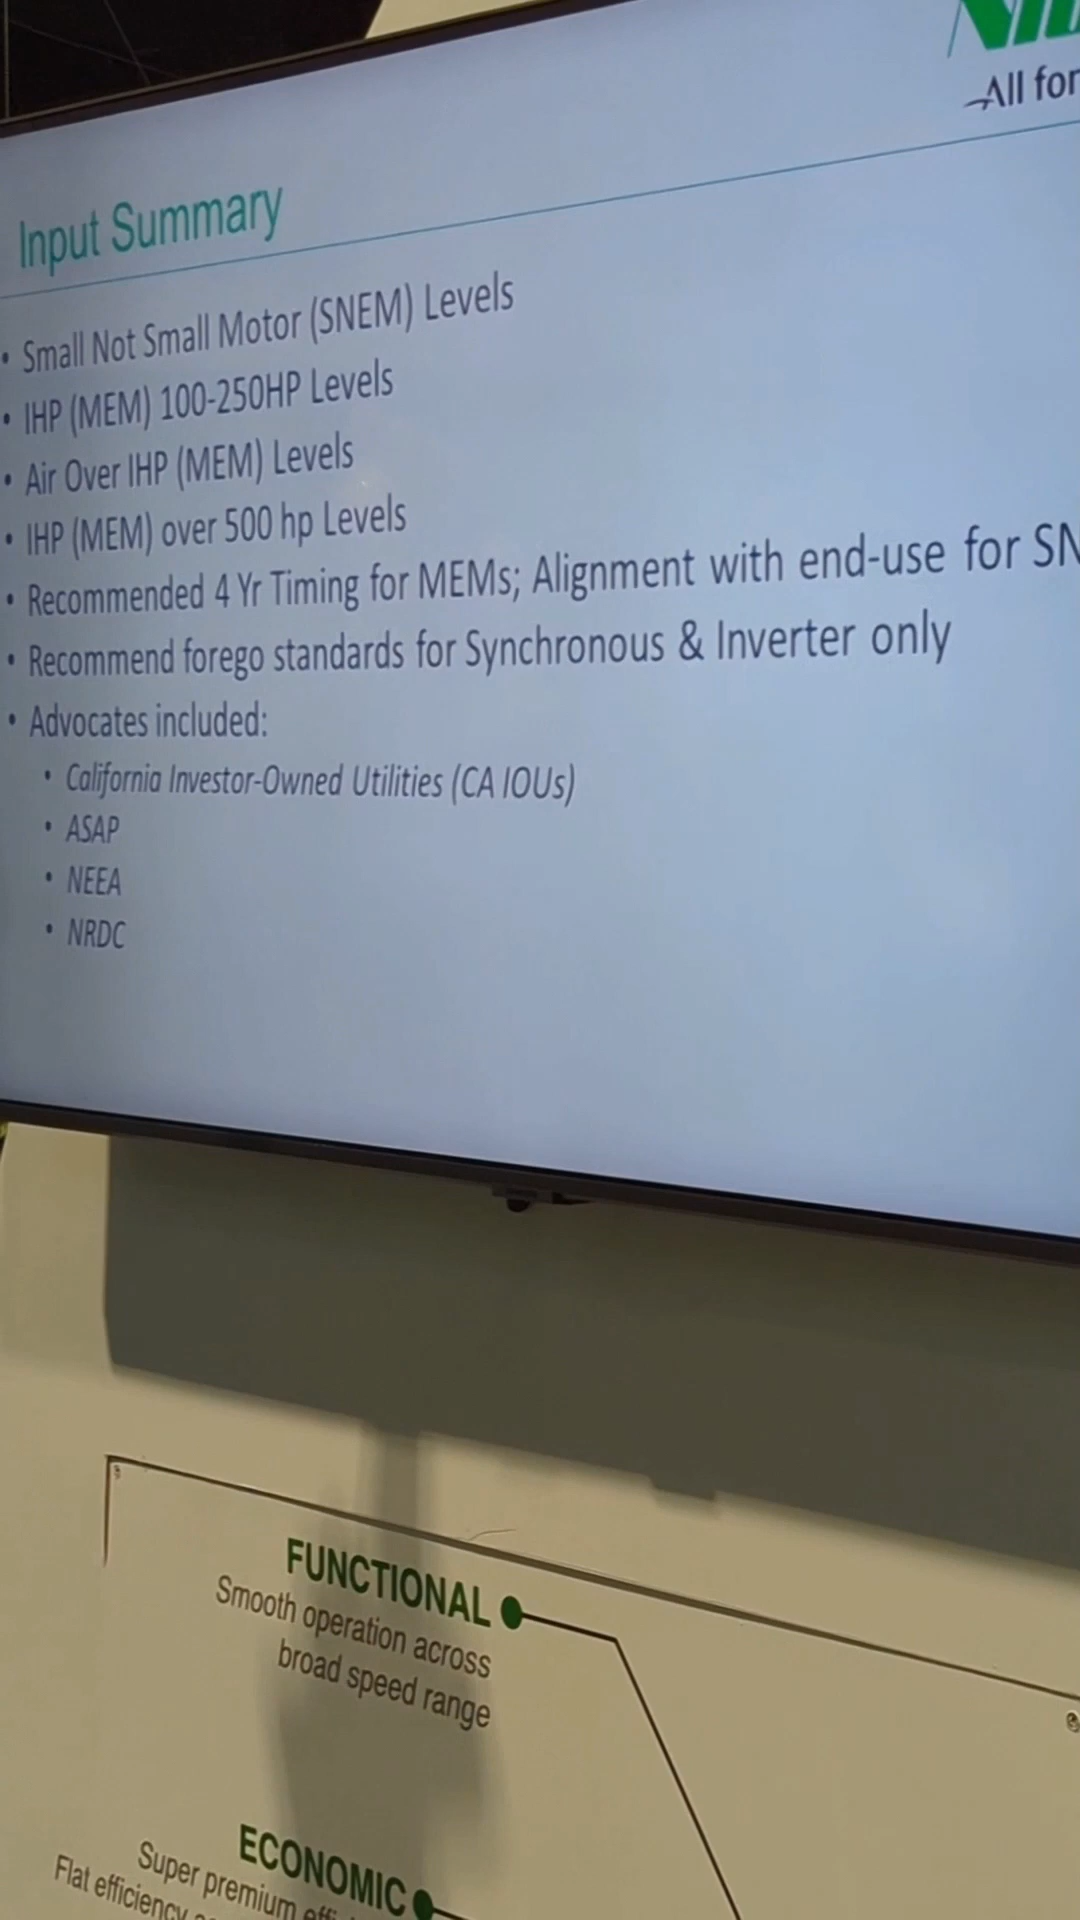 All for
Input Summary
• Small Not Small Motor (SNEM) Levels
• IHP (MEM) 100-250HP Levels
• Air Over IHP (MEM) Levels
• IHP (MEM) over 500 hp Levels
• Recommended 4 Yr Timing for MEMs; Alignment with end-use for SN
• Recommend forego standards for Synchronous & Inverter only
• Advocates included:
• California Investor-Owned Utilities (CA IOUs)
• ASAP
• NEEA
• NRDC
FUNCTIONAL
Smooth operation across
broad speed range
ECONOMIC
Super premium
Flat efficiency